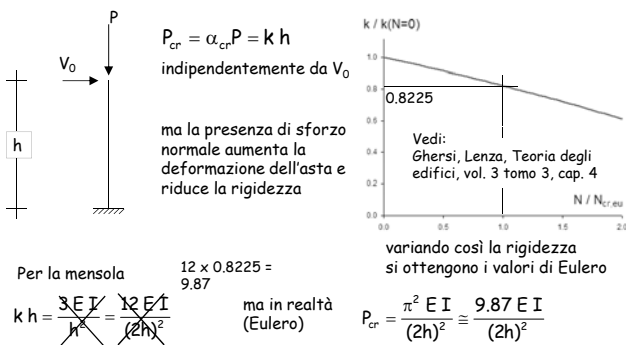 P
V₀
h
P_cr = α_cr P = k h
indipendentemente da V₀
ma la presenza di sforzo
normale aumenta la
deformazione dell'asta e
riduce la rigidezza
k / k(N=0)
1.0
0.8225
0.8
0.6
0.4
0.2
0.0
0.0 0.5 1.0 1.5 2.0
N / N_cr,eu
Vedi:
Ghersi, Lenza, Teoria degli
edifici, vol. 3 tomo 3, cap. 4
variando così la rigidezza
si ottengono i valori di Eulero
Per la mensola
12 x 0.8225 =
9.87
k h = 3 E I / h² = 12 E I / (2h)²
ma in realtà
(Eulero)
P_cr = π² E I / (2h)² ≅ 9.87 E I / (2h)²